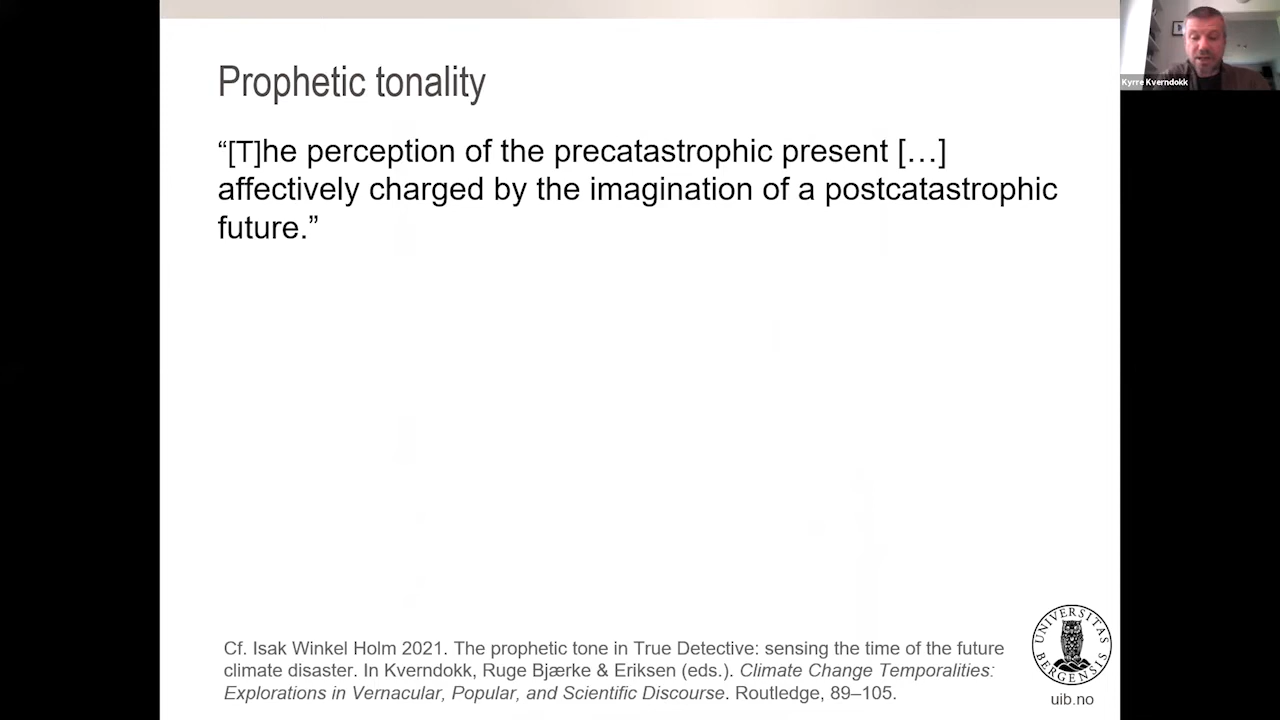 Prophetic tonality
“[T]he perception of the precatastrophic present […]
affectively charged by the imagination of a postcatastrophic
future.”
Cf. Isak Winkel Holm 2021. The prophetic tone in True Detective: sensing the time of the future
climate disaster. In Kverndokk, Ruge Bjærke & Eriksen (eds.). Climate Change Temporalities:
Explorations in Vernacular, Popular, and Scientific Discourse. Routledge, 89–105.
UNIVERSITAS
BERGENSIS
uib.no
Kyrre Kverndokk